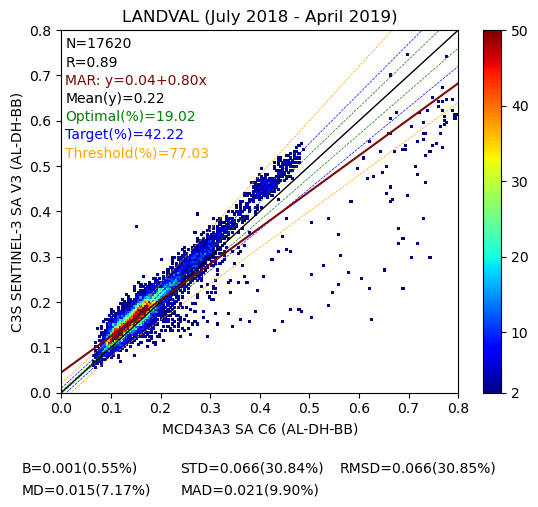 LANDVAL (July 2018 - April 2019)
N=17620
R=0.89
MAR: y=0.04+0.80x
Mean(y)=0.22
Optimal(%)=19.02
Target(%)=42.22
Threshold(%)=77.03
C3S SENTINEL-3 SA V3 (AL-DH-BB)
0.8
0.7
0.6
0.5
0.4
0.3
0.2
0.1
0.0
0.0 0.1 0.2 0.3 0.4 0.5 0.6 0.7 0.8
MCD43A3 SA C6 (AL-DH-BB)
50
40
30
20
10
2
B=0.001(0.55%) STD=0.066(30.84%) RMSD=0.066(30.85%)
MD=0.015(7.17%) MAD=0.021(9.90%)